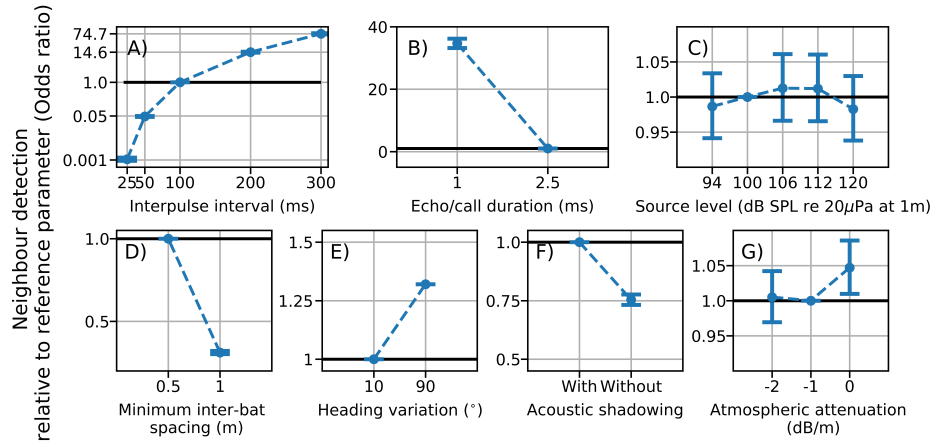 Neighbour detection
relative to reference parameter (Odds ratio)
A)
74.7
14.6
1.0
0.05
0.001
25 50 100 200 300
Interpulse interval (ms)
B)
40
20
0
1 2.5
Echo/call duration (ms)
C)
1.05
1.0
0.95
94 100 106 112 120
Source level (dB SPL re 20μPa at 1m)
D)
1.0
0.5
0.5 1
Minimum inter-bat
spacing (m)
E)
1.5
1.25
1
10 90
Heading variation (°)
F)
1.0
0.75
0.5
With Without
Acoustic shadowing
G)
1.05
1.0
0.95
-2 -1 0
Atmospheric attenuation
(dB/m)